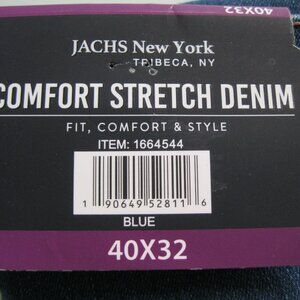 40X32
JACHS New York
TRIBECA, NY
COMFORT STRETCH DENIM
FIT, COMFORT & STYLE
ITEM: 1664544
1 90649 52811 6
BLUE
40X32